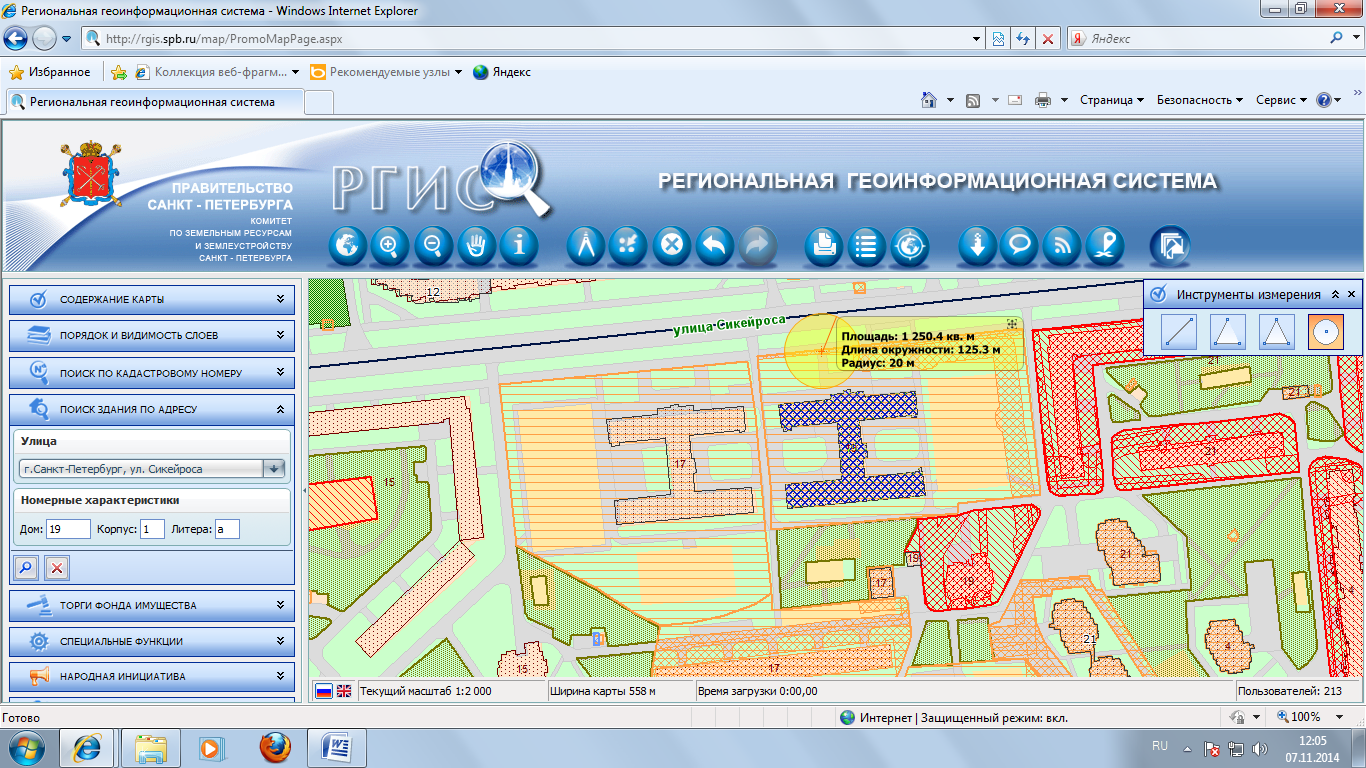 Региональная геоинформационная система - Windows Internet Explorer
http://rgis.spb.ru/map/PromoMapPage.aspx
Яндекс
Избранное
Коллекция веб-фрагм...
Рекомендуемые узлы
Яндекс
Региональная геоинформационная система
Страница
Безопасность
Сервис
ПРАВИТЕЛЬСТВО
САНКТ - ПЕТЕРБУРГА
КОМИТЕТ
ПО ЗЕМЕЛЬНЫМ РЕСУРСАМ
И ЗЕМЛЕУСТРОЙСТВУ
САНКТ - ПЕТЕРБУРГА
РГИС
РЕГИОНАЛЬНАЯ ГЕОИНФОРМАЦИОННАЯ СИСТЕМА
СОДЕРЖАНИЕ КАРТЫ
ПОРЯДОК И ВИДИМОСТЬ СЛОЕВ
ПОИСК ПО КАДАСТРОВОМУ НОМЕРУ
ПОИСК ЗДАНИЯ ПО АДРЕСУ
Улица
г.Санкт-Петербург, ул. Сикейроса
Номерные характеристики
Дом: 19 Корпус: 1 Литера: а
ТОРГИ ФОНДА ИМУЩЕСТВА
СПЕЦИАЛЬНЫЕ ФУНКЦИИ
НАРОДНАЯ ИНИЦИАТИВА
Инструменты измерения
12
улица Сикейроса
Площадь: 1 250.4 кв. м
Длина окружности: 125.3 м
Радиус: 20 м
21
21
21
17
15
19
17
19
21
21
4
15
17
Текущий масштаб 1:2 000
Ширина карты 558 м
Время загрузки 0:00,00
Пользователей: 213
Готово
Интернет | Защищенный режим: вкл.
100%
RU
12:05
07.11.2014